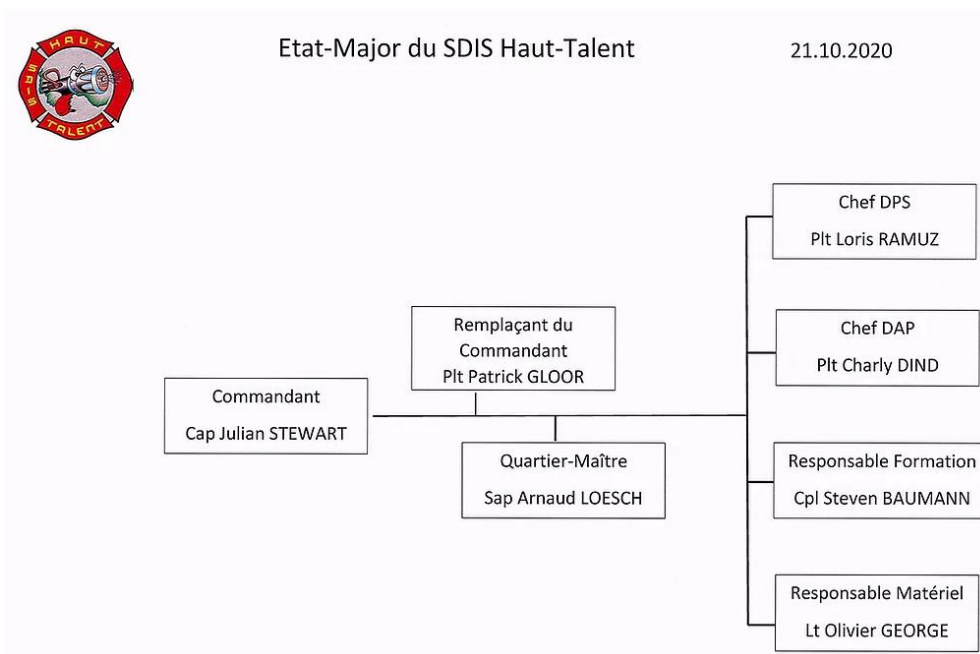 HAUT
SDIS
TALENT
Etat-Major du SDIS Haut-Talent
21.10.2020
Chef DPS
Plt Loris RAMUZ
Chef DAP
Plt Charly DIND
Remplaçant du
Commandant
Plt Patrick GLOOR
Commandant
Cap Julian STEWART
Quartier-Maître
Sap Arnaud LOESCH
Responsable Formation
Cpl Steven BAUMANN
Responsable Matériel
Lt Olivier GEORGE